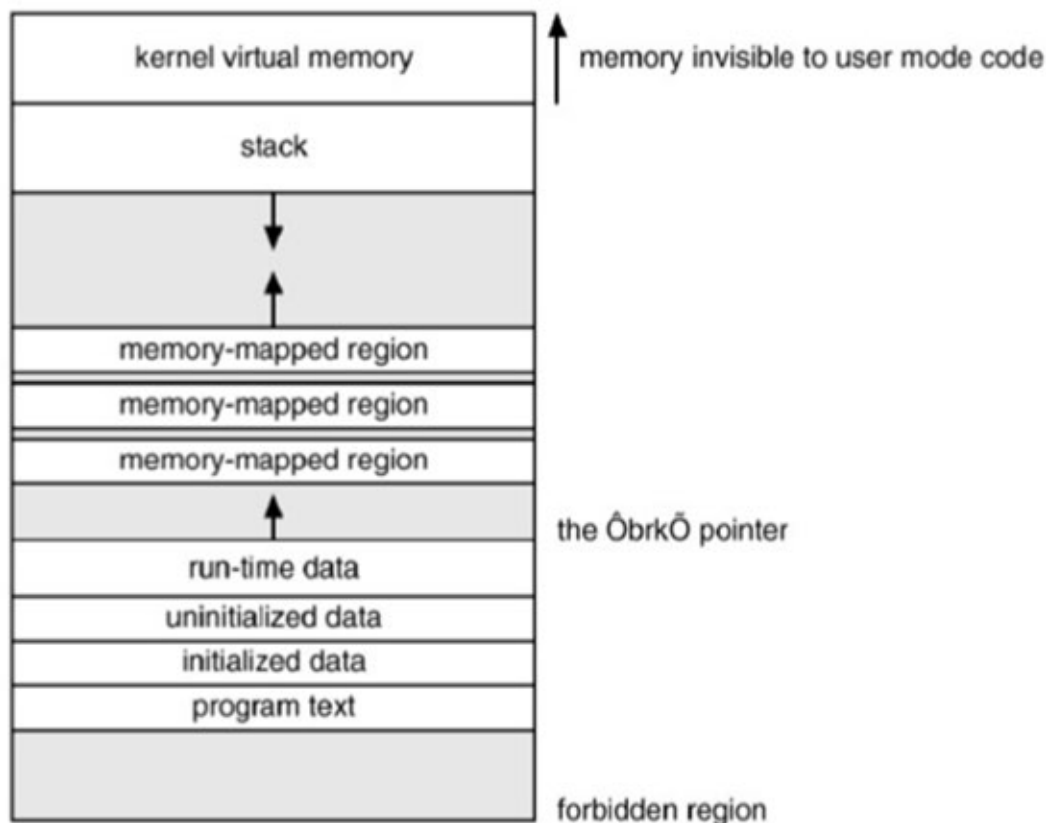 kernel virtual memory
memory invisible to user mode code
stack
memory-mapped region
memory-mapped region
memory-mapped region
the ÔbrkÕ pointer
run-time data
uninitialized data
initialized data
program text
forbidden region